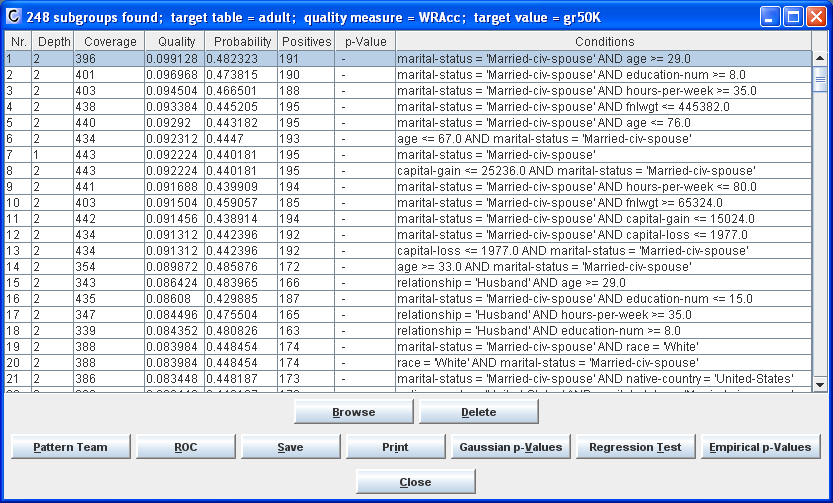 248 subgroups found; target table = adult; quality measure = WRAcc; target value = gr50K
Nr. Depth Coverage Quality Probability Positives p-Value Conditions
1 2 396 0.099128 0.482323 191 - marital-status = 'Married-civ-spouse' AND age >= 29.0
2 2 401 0.096968 0.473815 190 - marital-status = 'Married-civ-spouse' AND education-num >= 8.0
3 2 403 0.094504 0.466501 188 - marital-status = 'Married-civ-spouse' AND hours-per-week >= 35.0
4 2 438 0.093384 0.445205 195 - marital-status = 'Married-civ-spouse' AND fnlwgt <= 445382.0
5 2 440 0.09292 0.443182 195 - marital-status = 'Married-civ-spouse' AND age <= 76.0
6 2 434 0.092312 0.4447 193 - age <= 67.0 AND marital-status = 'Married-civ-spouse'
7 1 443 0.092224 0.440181 195 - marital-status = 'Married-civ-spouse'
8 2 443 0.092224 0.440181 195 - capital-gain <= 25236.0 AND marital-status = 'Married-civ-spouse'
9 2 441 0.091688 0.439909 194 - marital-status = 'Married-civ-spouse' AND hours-per-week <= 80.0
10 2 403 0.091504 0.459057 185 - marital-status = 'Married-civ-spouse' AND fnlwgt >= 65324.0
11 2 442 0.091456 0.438914 194 - marital-status = 'Married-civ-spouse' AND capital-gain <= 15024.0
12 2 434 0.091312 0.442396 192 - marital-status = 'Married-civ-spouse' AND capital-loss <= 1977.0
13 2 434 0.091312 0.442396 192 - capital-loss <= 1977.0 AND marital-status = 'Married-civ-spouse'
14 2 354 0.089872 0.485876 172 - age >= 33.0 AND marital-status = 'Married-civ-spouse'
15 2 343 0.086424 0.483965 166 - relationship = 'Husband' AND age >= 29.0
16 2 435 0.08608 0.429885 187 - marital-status = 'Married-civ-spouse' AND education-num <= 15.0
17 2 347 0.084496 0.475504 165 - relationship = 'Husband' AND hours-per-week >= 35.0
18 2 339 0.084352 0.480826 163 - relationship = 'Husband' AND education-num >= 8.0
19 2 388 0.083984 0.448454 174 - marital-status = 'Married-civ-spouse' AND race = 'White'
20 2 388 0.083984 0.448454 174 - race = 'White' AND marital-status = 'Married-civ-spouse'
21 2 386 0.083448 0.448187 173 - marital-status = 'Married-civ-spouse' AND native-country = 'United-States'
Browse Delete
Pattern Team ROC Save Print Gaussian p-Values Regression Test Empirical p-Values
Close